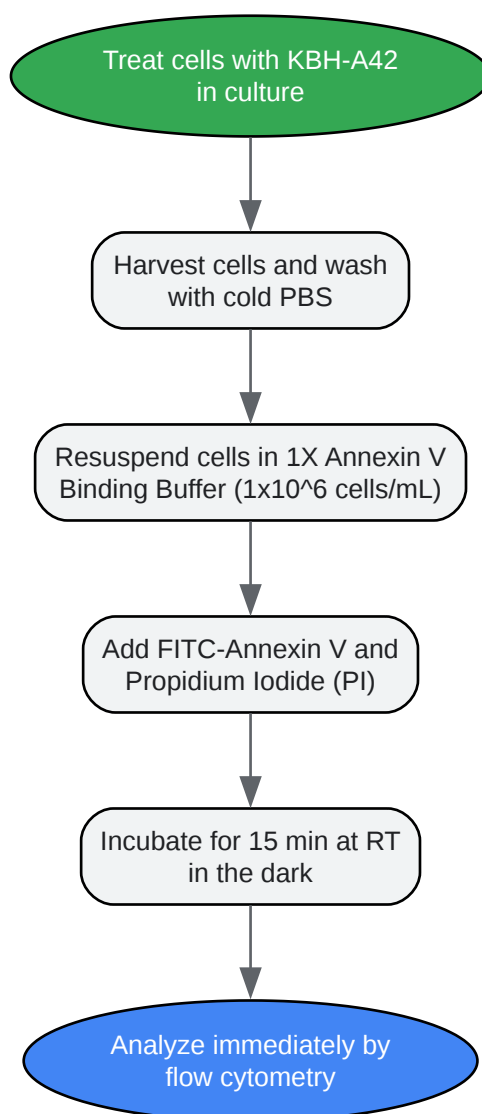 Treat cells with KBH-A42
in culture
Harvest cells and wash
with cold PBS
Resuspend cells in 1X Annexin V
Binding Buffer (1x10^6 cells/mL)
Add FITC-Annexin V and
Propidium Iodide (PI)
Incubate for 15 min at RT
in the dark
Analyze immediately by
flow cytometry